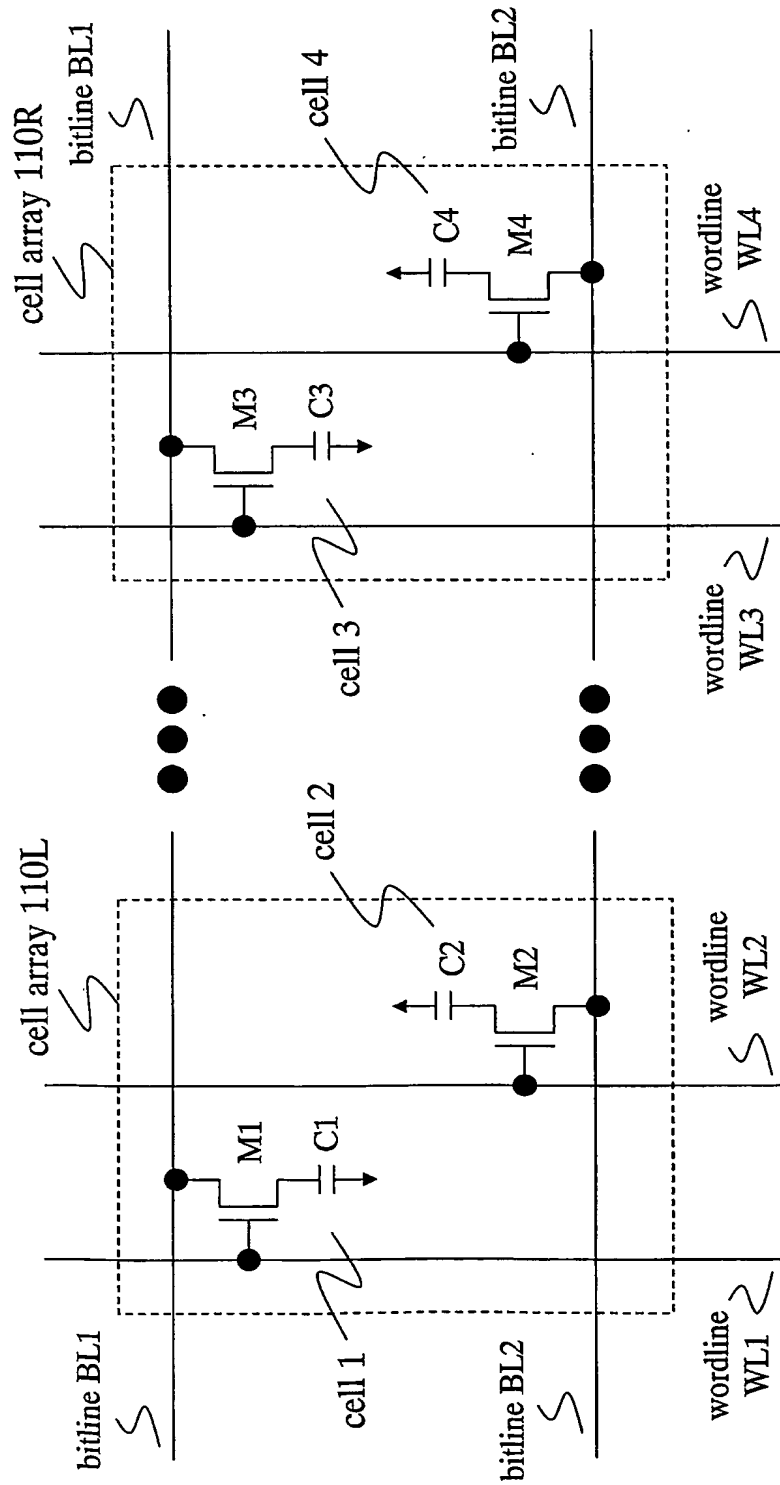 cell array 110L
cell array 110R
bitline BL1
bitline BL1
M1
C1
cell 1
cell 2
C2
M2
M3
C3
cell 3
cell 4
C4
M4
bitline BL2
bitline BL2
wordline
WL1
wordline
WL2
wordline
WL3
wordline
WL4